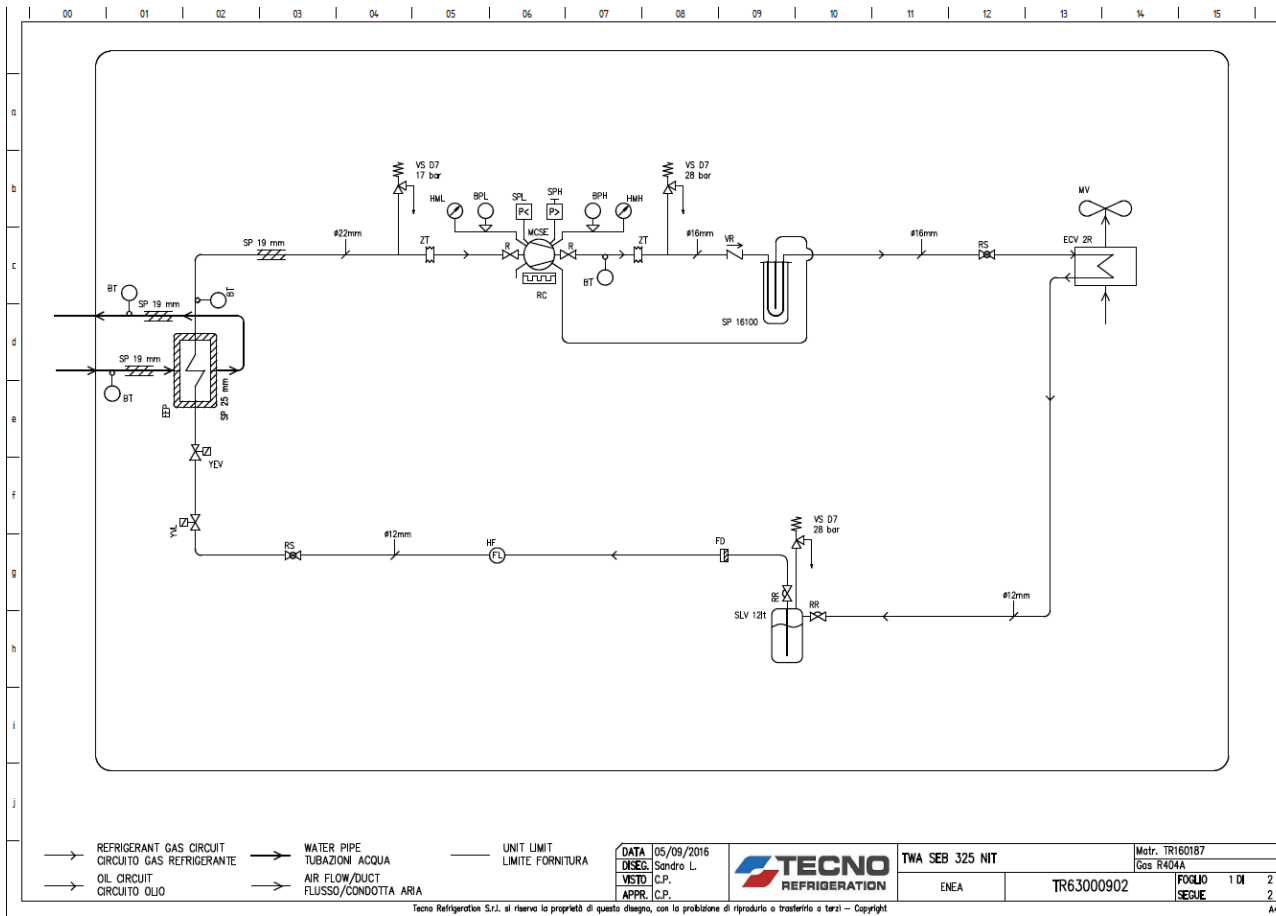 00 01 02 03 04 05 06 07 08 09 10 11 12 13 14 15
a
b
c
d
e
f
g
h
i
j
VS D7
17 bar
VS D7
28 bar
HML
BPL
SPL
SPH
BPH
HMH
P<
P>
MCSE
MV
SP 19 mm
ø22mm
ZT
R
R
ZT
ø16mm
VR
ø16mm
RS
ECV 2R
BT
RC
SP 16100
BT
BT
SP 19 mm
SP 19 mm
BT
EEP
SP 25 mm
YEV
YVL
RS
ø12mm
HF
FL
FD
VS D7
28 bar
RR
SLV 12lt
RR
ø12mm
REFRIGERANT GAS CIRCUIT
CIRCUITO GAS REFRIGERANTE
OIL CIRCUIT
CIRCUITO OLIO
WATER PIPE
TUBAZIONI ACQUA
AIR FLOW/DUCT
FLUSSO/CONDOTTA ARIA
UNIT LIMIT
LIMITE FORNITURA
DATA 05/09/2016
DISEG. Sandro L.
VISTO C.P.
APPR. C.P.
TECNO
REFRIGERATION
TWA SEB 325 NIT
ENEA
TR63000902
Matr. TR160187
Gas R404A
FOGLIO 1 DI 2
SEGUE 2
Tecno Refrigeration S.r.l. si riserva la proprietà di questo disegno, con la proibizione di riprodurlo o trasferirlo a terzi – Copyright